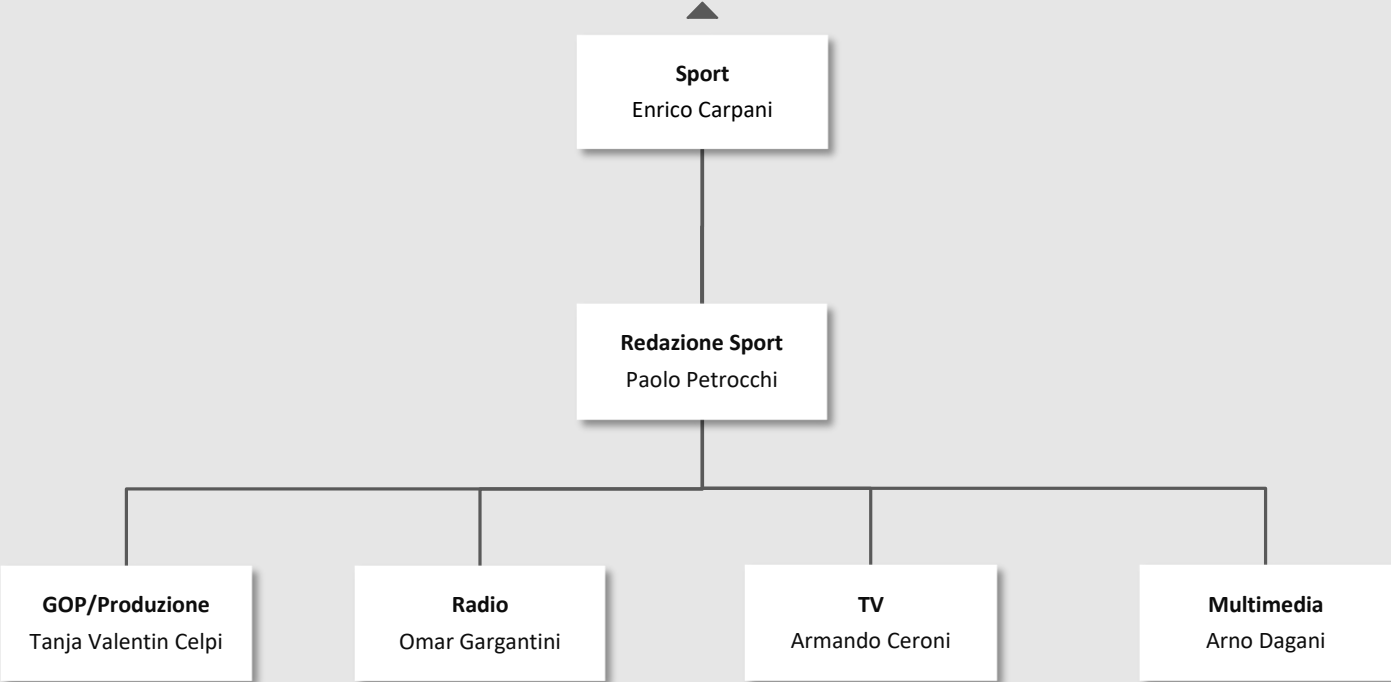 Sport
Enrico Carpani
Redazione Sport
Paolo Petrocchi
GOP/Produzione
Tanja Valentin Celpi
Radio
Omar Gargantini
TV
Armando Ceroni
Multimedia
Arno Dagani